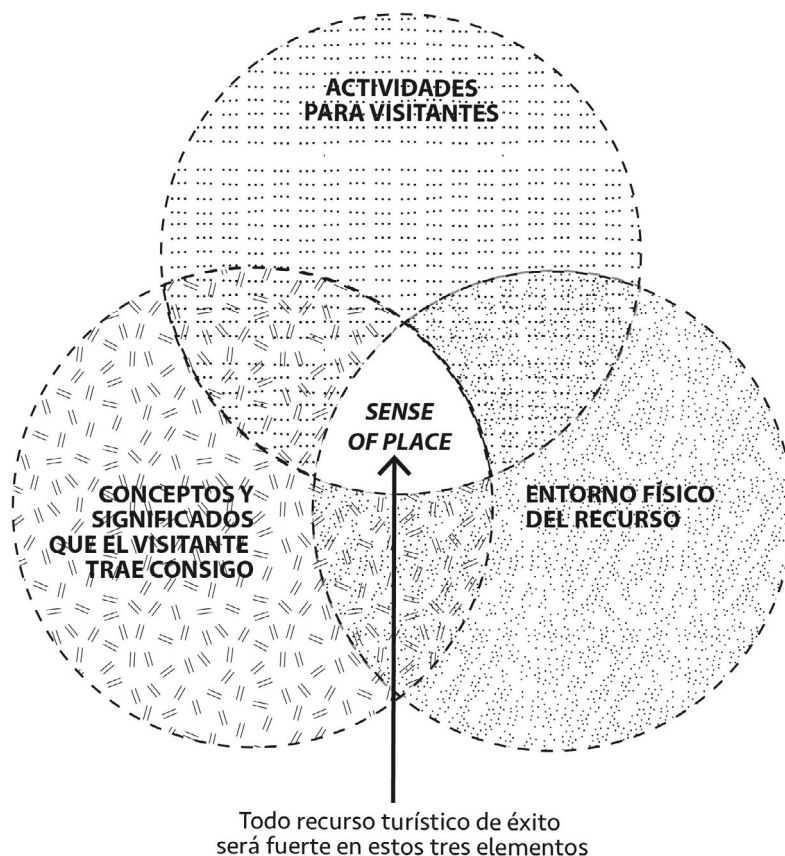 ACTIVIDADES
PARA VISITANTES
SENSE
OF PLACE
CONCEPTOS Y
SIGNIFICADOS
QUE EL VISITANTE
TRAE CONSIGO
ENTORNO FÍSICO
DEL RECURSO
Todo recurso turístico de éxito
será fuerte en estos tres elementos